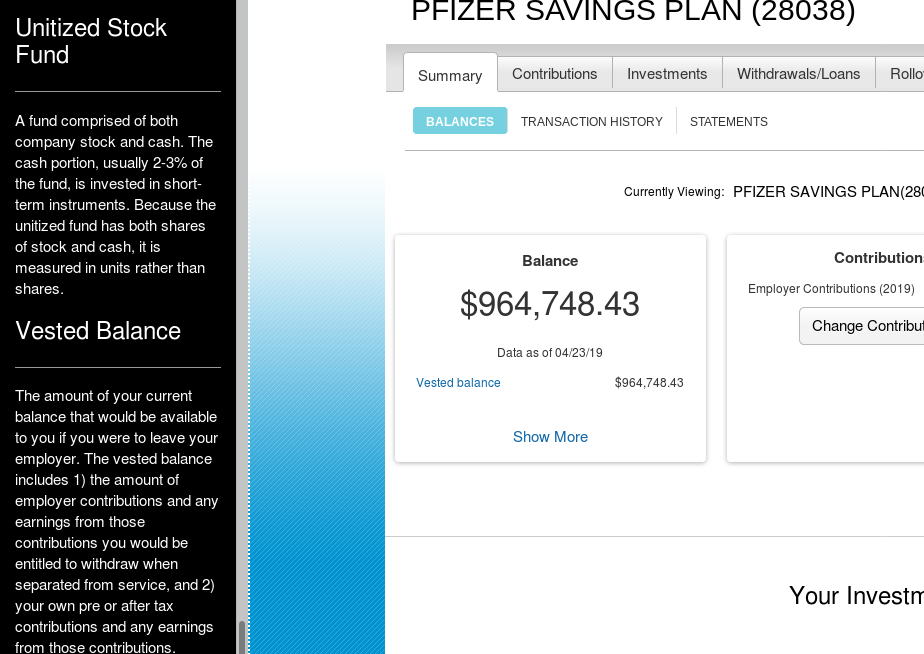 Unitized Stock
Fund
A fund comprised of both
company stock and cash. The
cash portion, usually 2-3% of
the fund, is invested in short-
term instruments. Because the
unitized fund has both shares
of stock and cash, it is
measured in units rather than
shares.
Vested Balance
The amount of your current
balance that would be available
to you if you were to leave your
employer. The vested balance
includes 1) the amount of
employer contributions and any
earnings from those
contributions you would be
entitled to withdraw when
separated from service, and 2)
your own pre or after tax
contributions and any earnings
from those contributions.
PFIZER SAVINGS PLAN (28038)
Summary Contributions Investments Withdrawals/Loans Rollo
BALANCES TRANSACTION HISTORY STATEMENTS
Currently Viewing: PFIZER SAVINGS PLAN(280
Balance
$964,748.43
Data as of 04/23/19
Vested balance $964,748.43
Show More
Contribution
Employer Contributions (2019)
Change Contribut
Your Investm